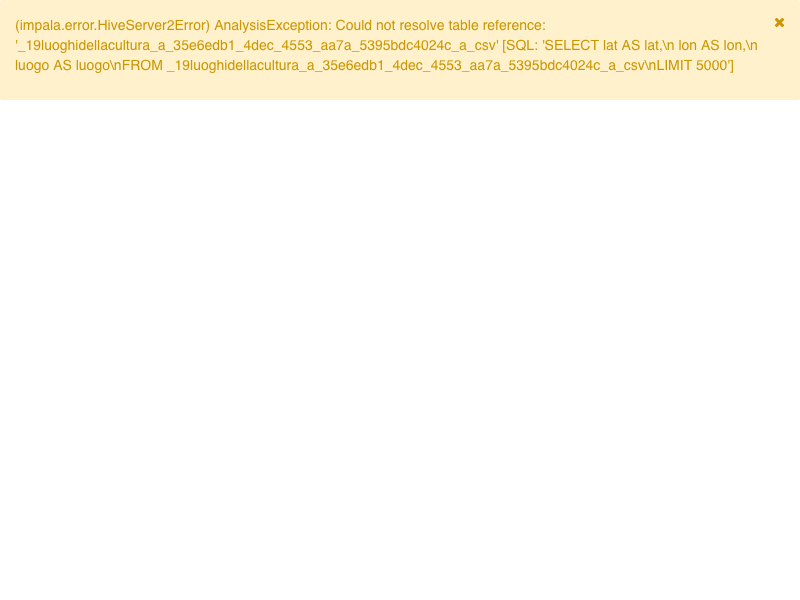 (impala.error.HiveServer2Error) AnalysisException: Could not resolve table reference:
'_19luoghidellacultura_a_35e6edb1_4dec_4553_aa7a_5395bdc4024c_a_csv' [SQL: 'SELECT lat AS lat,\n lon AS lon,\n
luogo AS luogo\nFROM _19luoghidellacultura_a_35e6edb1_4dec_4553_aa7a_5395bdc4024c_a_csv\nLIMIT 5000']